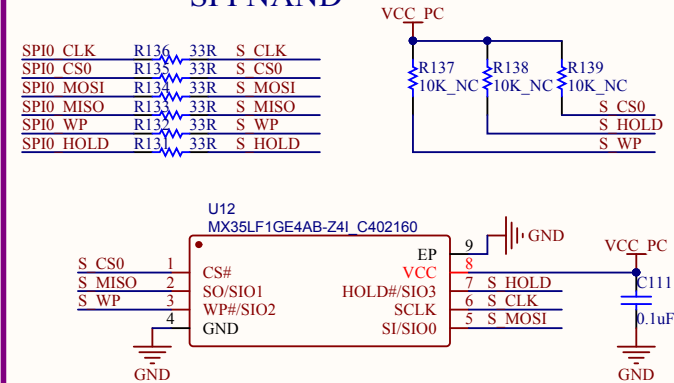 SPI NAND
SPI0_CLK R136 33R S_CLK
SPI0_CS0 R135 33R S_CS0
SPI0_MOSI R134 33R S_MOSI
SPI0_MISO R133 33R S_MISO
SPI0_WP R132 33R S_WP
SPI0_HOLD R131 33R S_HOLD
VCC_PC
R137 R138 R139
10K_NC 10K_NC 10K_NC
S_CS0
S_HOLD
S_WP
U12
MX35LF1GE4AB-Z4I_C402160
S_CS0 1 CS#
S_MISO 2 SO/SIO1
S_WP 3 WP#/SIO2
4 GND
GND
EP 9 GND
VCC 8
HOLD#/SIO3 7 S_HOLD
SCLK 6 S_CLK
SI/SIO0 5 S_MOSI
VCC_PC
C111
0.1uF
GND